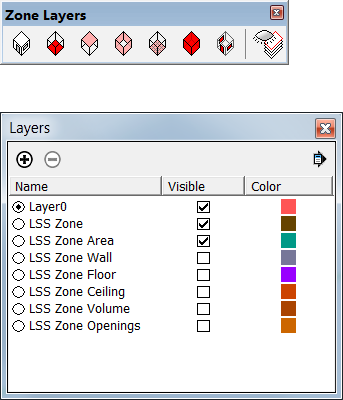 Zone Layers
Layers
Name Visible Color
Layer0
LSS Zone
LSS Zone Area
LSS Zone Wall
LSS Zone Floor
LSS Zone Ceiling
LSS Zone Volume
LSS Zone Openings